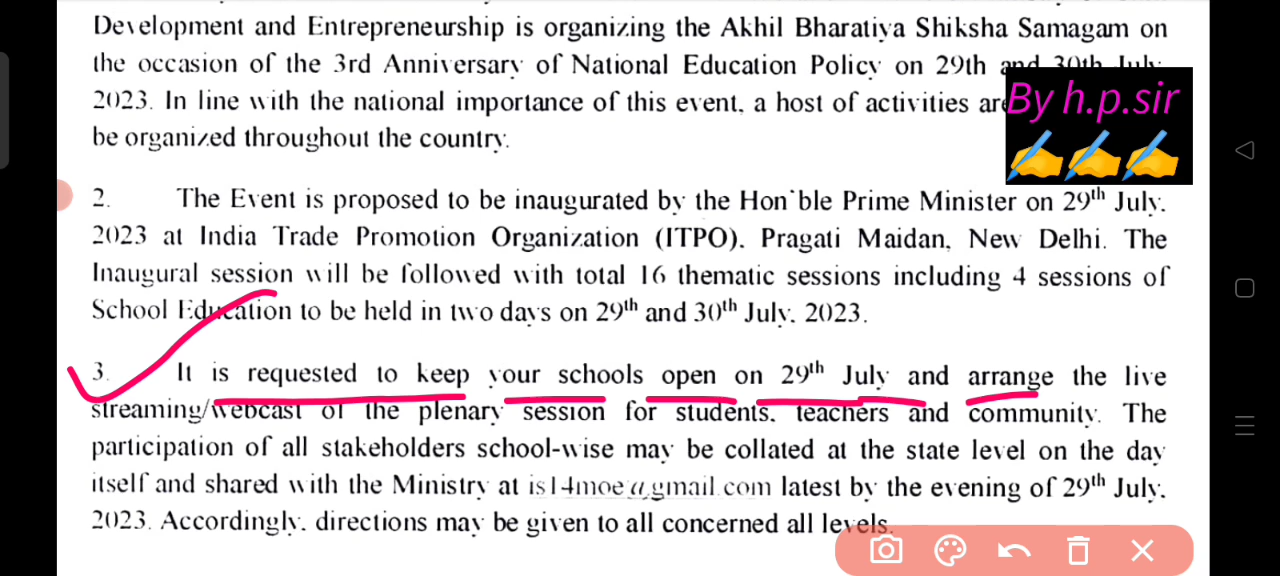 Development and Entrepreneurship is organizing the Akhil Bharatiya Shiksha Samagam on
the occasion of the 3rd Anniversary of National Education Policy on 29th and 30th July,
2023. In line with the national importance of this event, a host of activities are
By h.p.sir
be organized throughout the country.
2. The Event is proposed to be inaugurated by the Hon'ble Prime Minister on 29th July,
2023 at India Trade Promotion Organization (ITPO), Pragati Maidan, New Delhi. The
Inaugural session will be followed with total 16 thematic sessions including 4 sessions of
School Education to be held in two days on 29th and 30th July, 2023.
3. It is requested to keep your schools open on 29th July and arrange the live
streaming/webcast of the plenary session for students, teachers and community. The
participation of all stakeholders school-wise may be collated at the state level on the day
itself and shared with the Ministry at is14moe@gmail.com latest by the evening of 29th July,
2023. Accordingly, directions may be given to all concerned all levels.